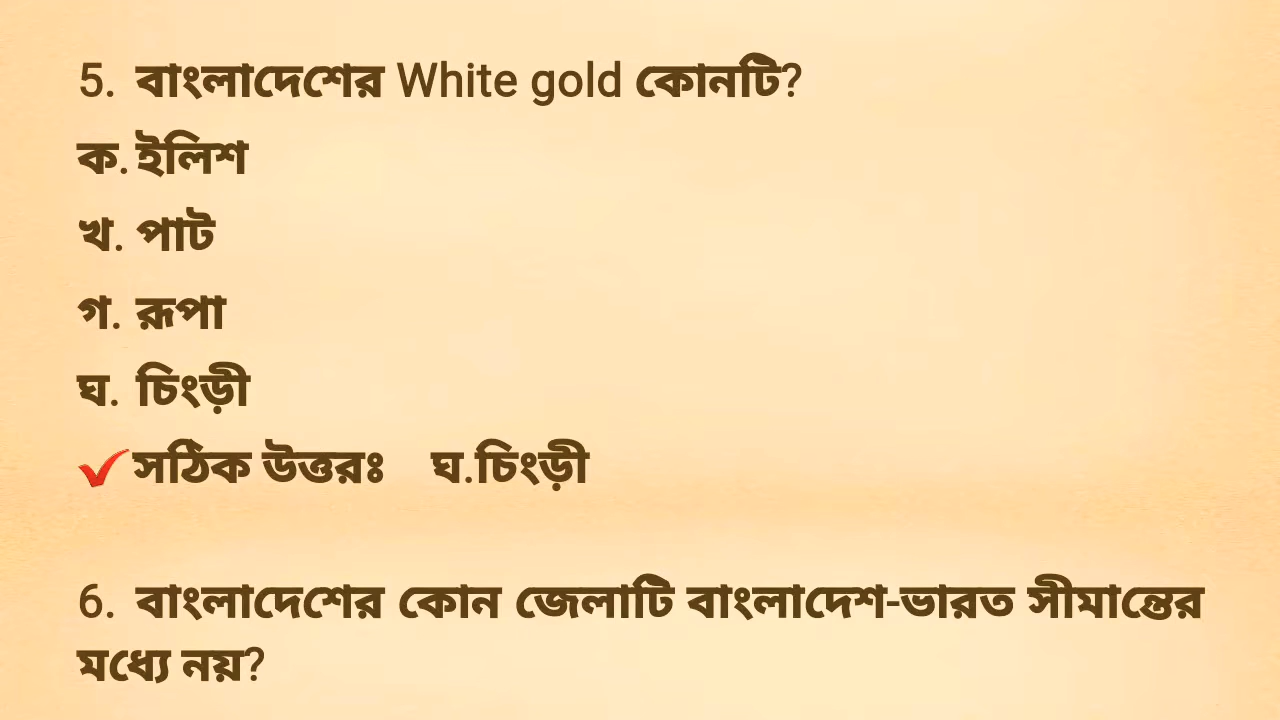 5. বাংলাদেশের White gold কোনটি?
ক. ইলিশ
খ. পাট
গ. রূপা
ঘ. চিংড়ী
সঠিক উত্তরঃ ঘ.চিংড়ী
6. বাংলাদেশের কোন জেলাটি বাংলাদেশ-ভারত সীমান্তের
মধ্যে নয়?